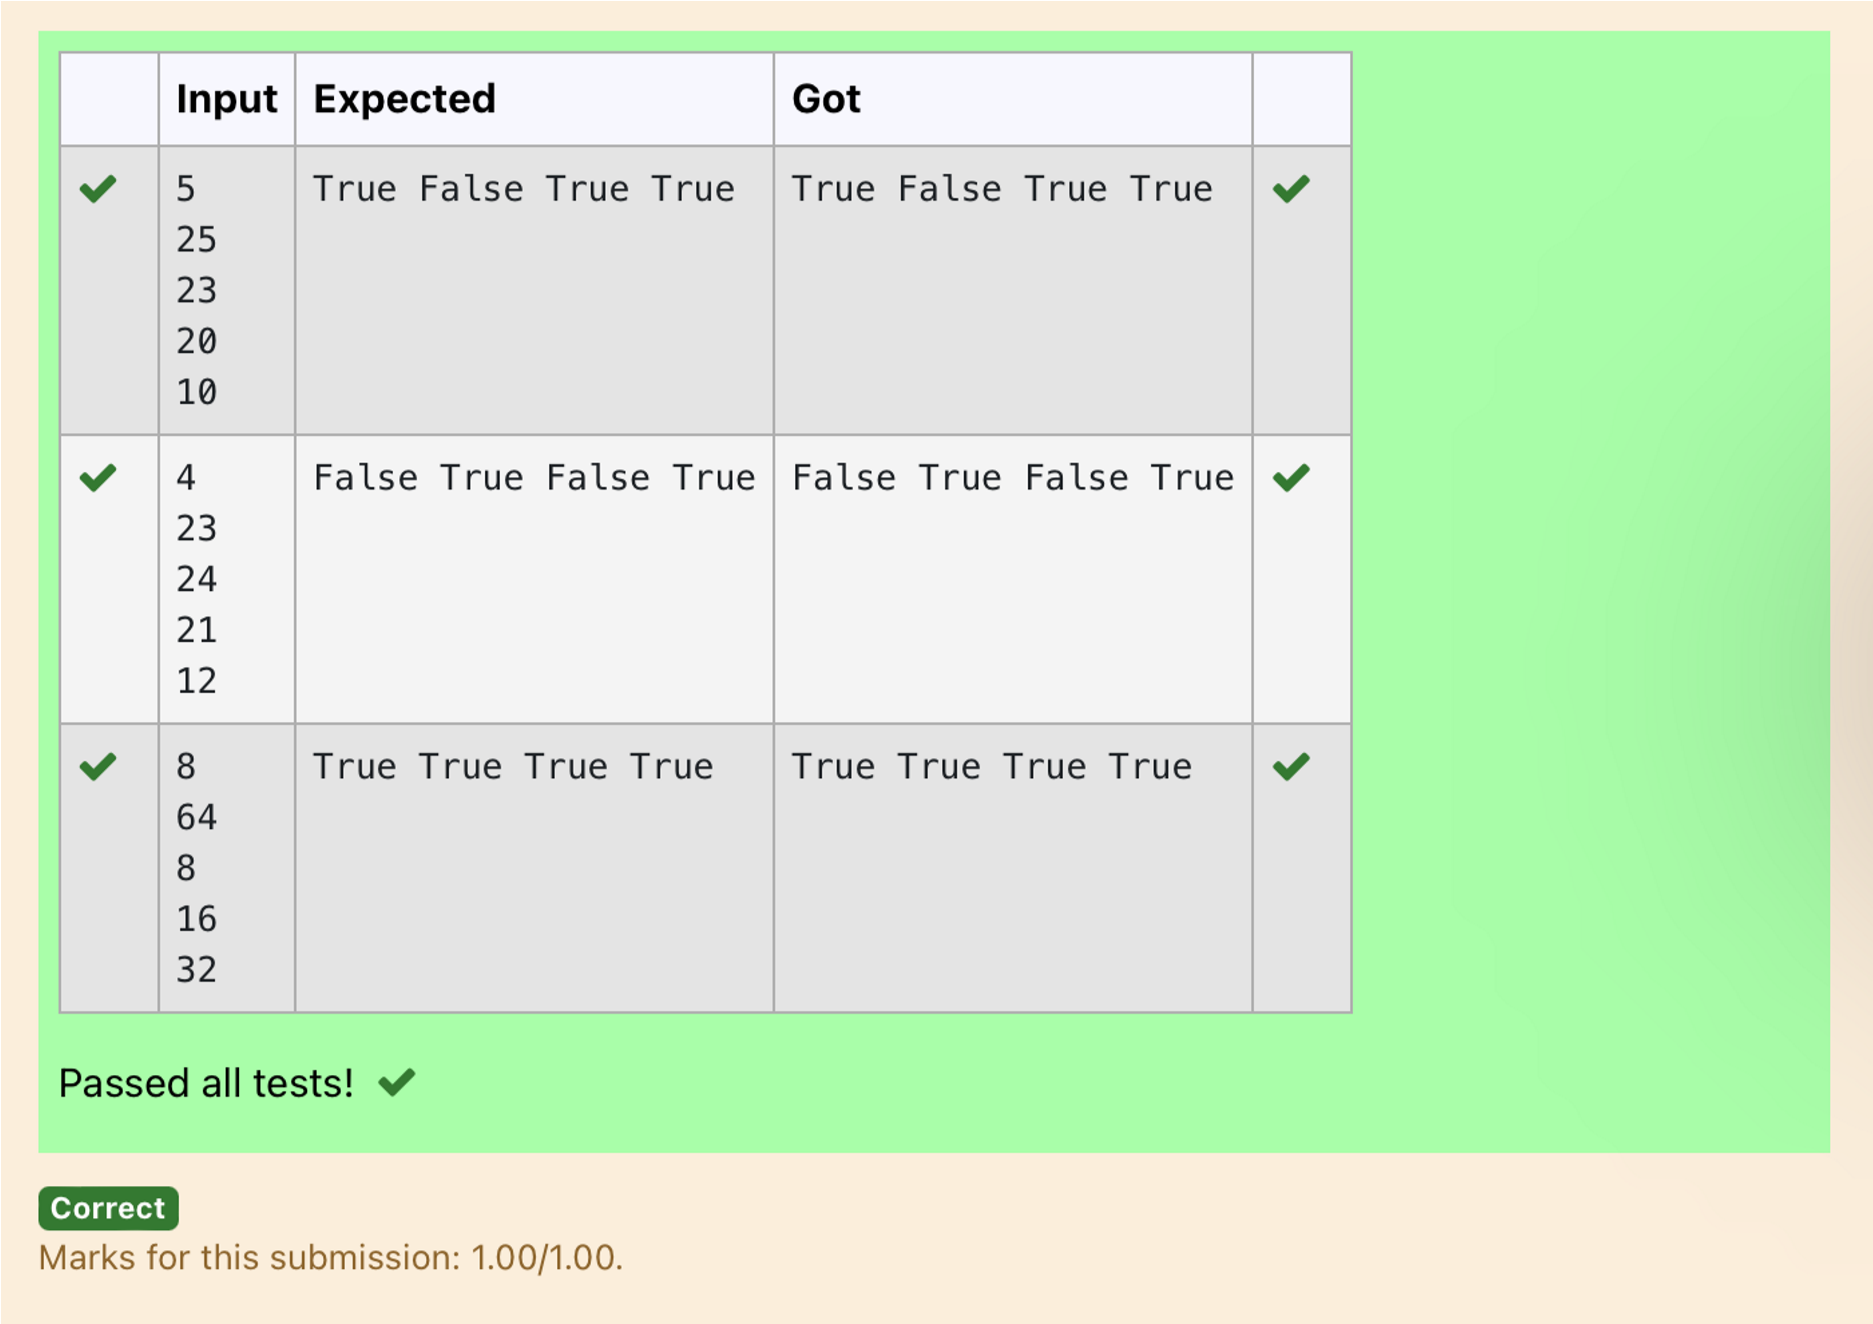 Input Expected Got
5 True False True True True False True True
25
23
20
10
4 False True False True False True False True
23
24
21
12
8 True True True True True True True True
64
8
16
32
Passed all tests!
Correct
Marks for this submission: 1.00/1.00.